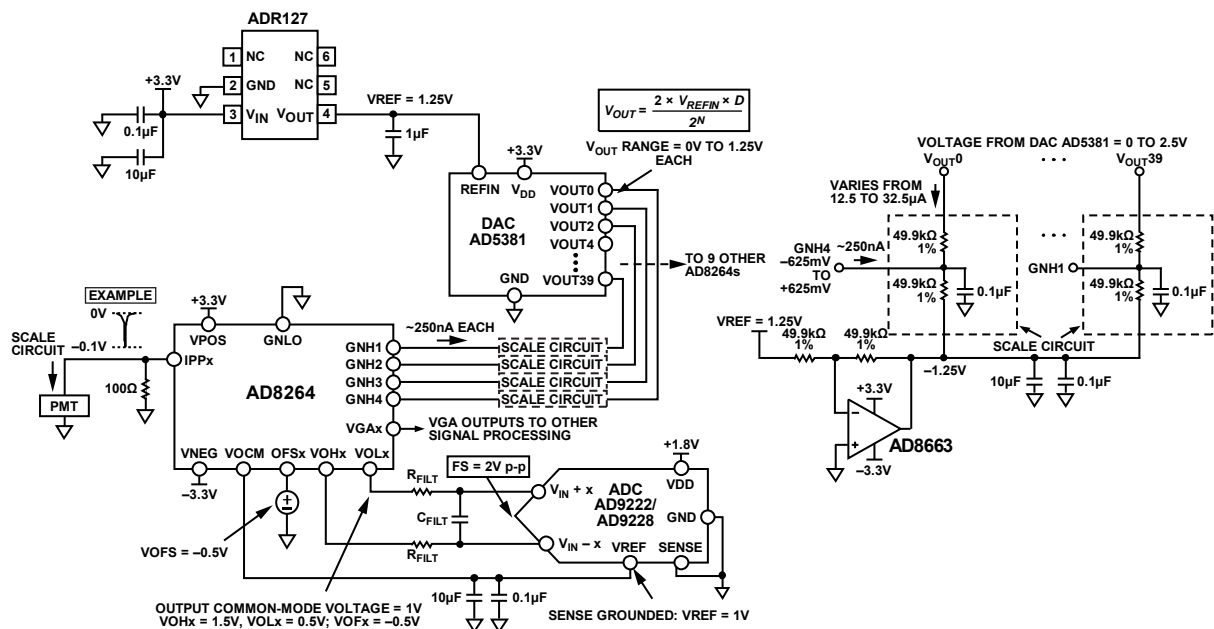 ADR127
1 NC
NC 6
2 GND
NC 5
3 VIN
VOUT 4
+3.3V
0.1µF
10µF
VREF = 1.25V
1µF
VOUT = 2 × VREFIN × D / 2^N
VOUT RANGE = 0V TO 1.25V
EACH
+3.3V
REFIN
VDD
DAC
AD5381
VOUT0
VOUT1
VOUT2
VOUT4
VOUT39
GND
TO 9 OTHER
AD8264s
VOLTAGE FROM DAC AD5381 = 0 TO 2.5V
VOUT0
VOUT39
VARIES FROM
12.5 TO 32.5µA
49.9kΩ
1%
49.9kΩ
1%
GNH4
–625mV
TO
+625mV
~250nA
GNH1
49.9kΩ
1%
0.1µF
49.9kΩ
1%
0.1µF
SCALE CIRCUIT
VREF = 1.25V
49.9kΩ
1%
49.9kΩ
1%
–1.25V
10µF
0.1µF
+3.3V
AD8663
–3.3V
EXAMPLE
0V
–0.1V
SCALE
CIRCUIT
PMT
100Ω
IPPx
+3.3V
VPOS
GNLO
AD8264
GNH1
GNH2
GNH3
GNH4
VGAx
~250nA EACH
SCALE CIRCUIT
SCALE CIRCUIT
SCALE CIRCUIT
SCALE CIRCUIT
VGA OUTPUTS TO OTHER
SIGNAL PROCESSING
VNEG
VOCM
OFSx
VOHx
VOLx
–3.3V
VOFS = –0.5V
RFILT
CFILT
RFILT
FS = 2V p-p
+1.8V
VDD
VIN + x
ADC
AD9222/
AD9228
GND
VIN – x
VREF
SENSE
10µF
0.1µF
OUTPUT COMMON-MODE VOLTAGE = 1V
VOHx = 1.5V, VOLx = 0.5V; VOFx = –0.5V
SENSE GROUNDED: VREF = 1V